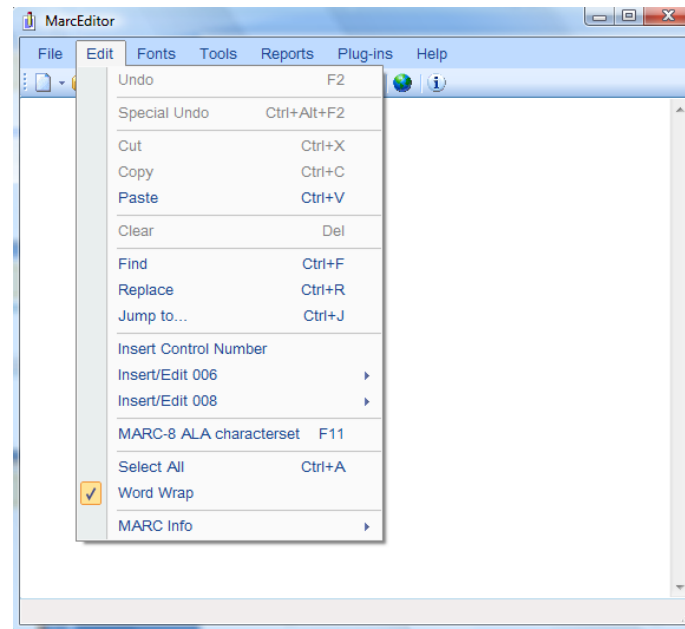 MarcEditor
File Edit Fonts Tools Reports Plug-ins Help
Undo F2
Special Undo Ctrl+Alt+F2
Cut Ctrl+X
Copy Ctrl+C
Paste Ctrl+V
Clear Del
Find Ctrl+F
Replace Ctrl+R
Jump to... Ctrl+J
Insert Control Number
Insert/Edit 006
Insert/Edit 008
MARC-8 ALA characterset F11
Select All Ctrl+A
Word Wrap
MARC Info